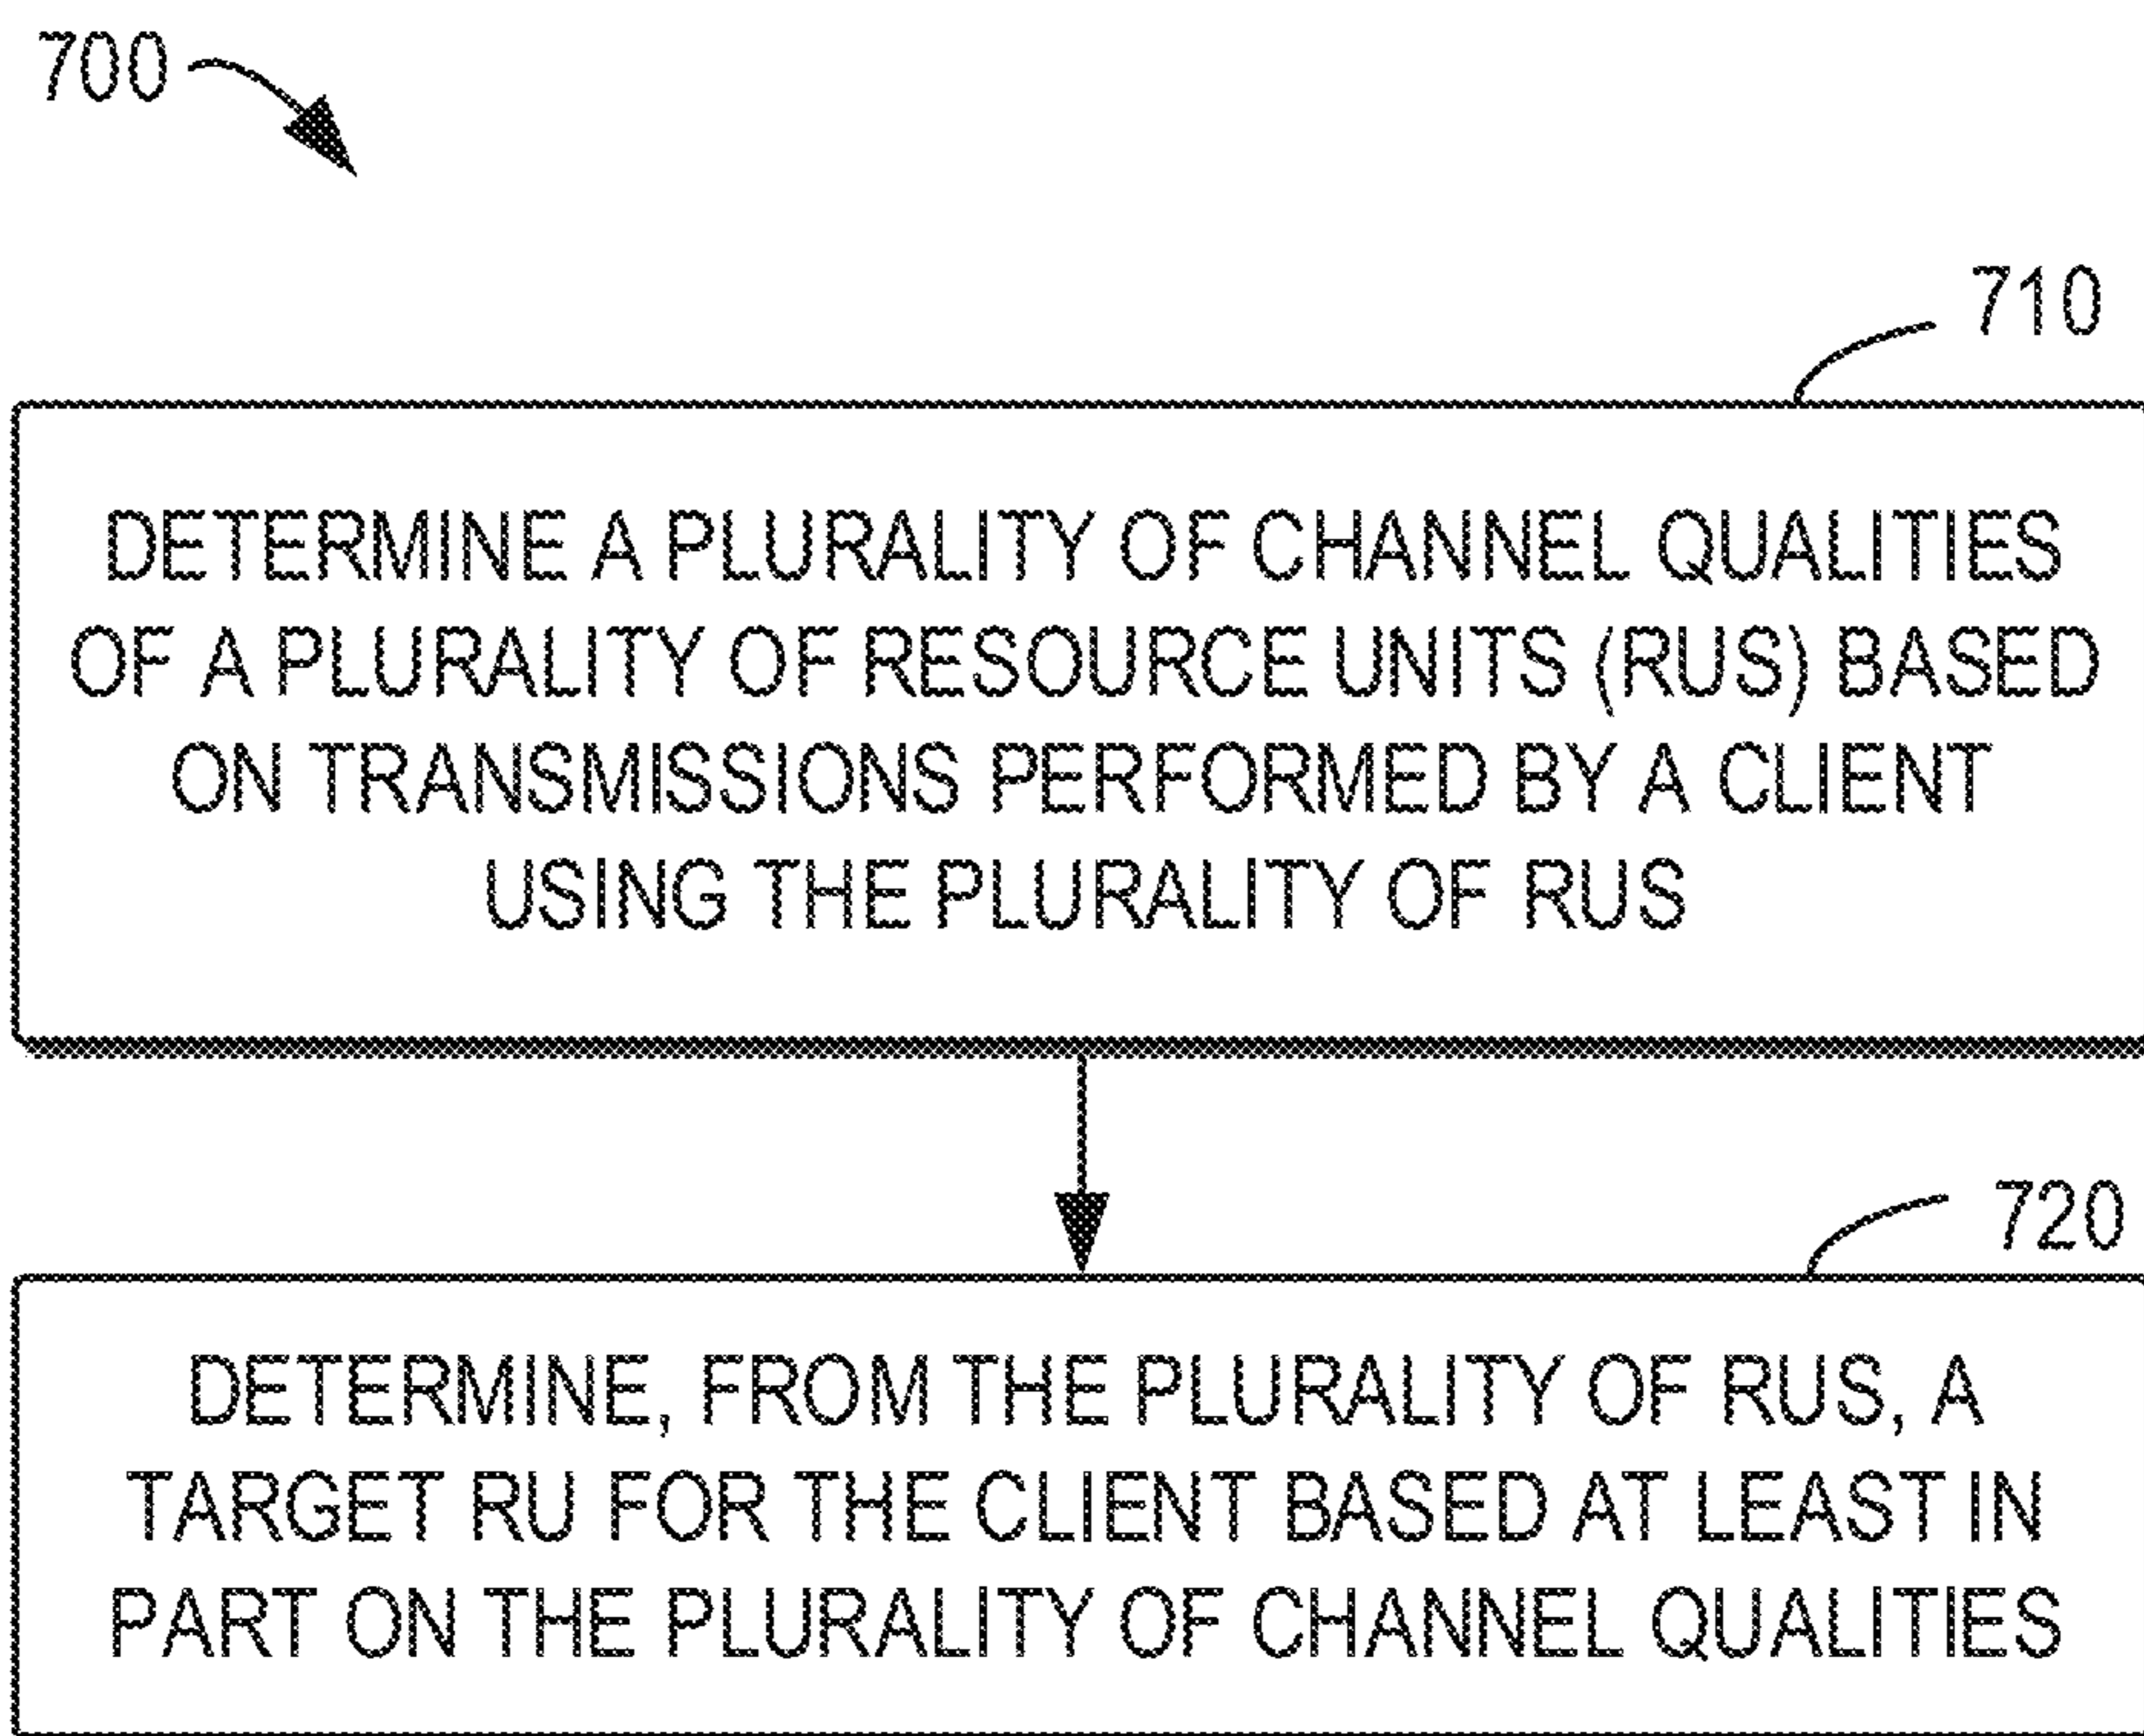 700
710
DETERMINE A PLURALITY OF CHANNEL QUALITIES
OF A PLURALITY OF RESOURCE UNITS (RUS) BASED
ON TRANSMISSIONS PERFORMED BY A CLIENT
USING THE PLURALITY OF RUS
720
DETERMINE, FROM THE PLURALITY OF RUS, A
TARGET RU FOR THE CLIENT BASED AT LEAST IN
PART ON THE PLURALITY OF CHANNEL QUALITIES